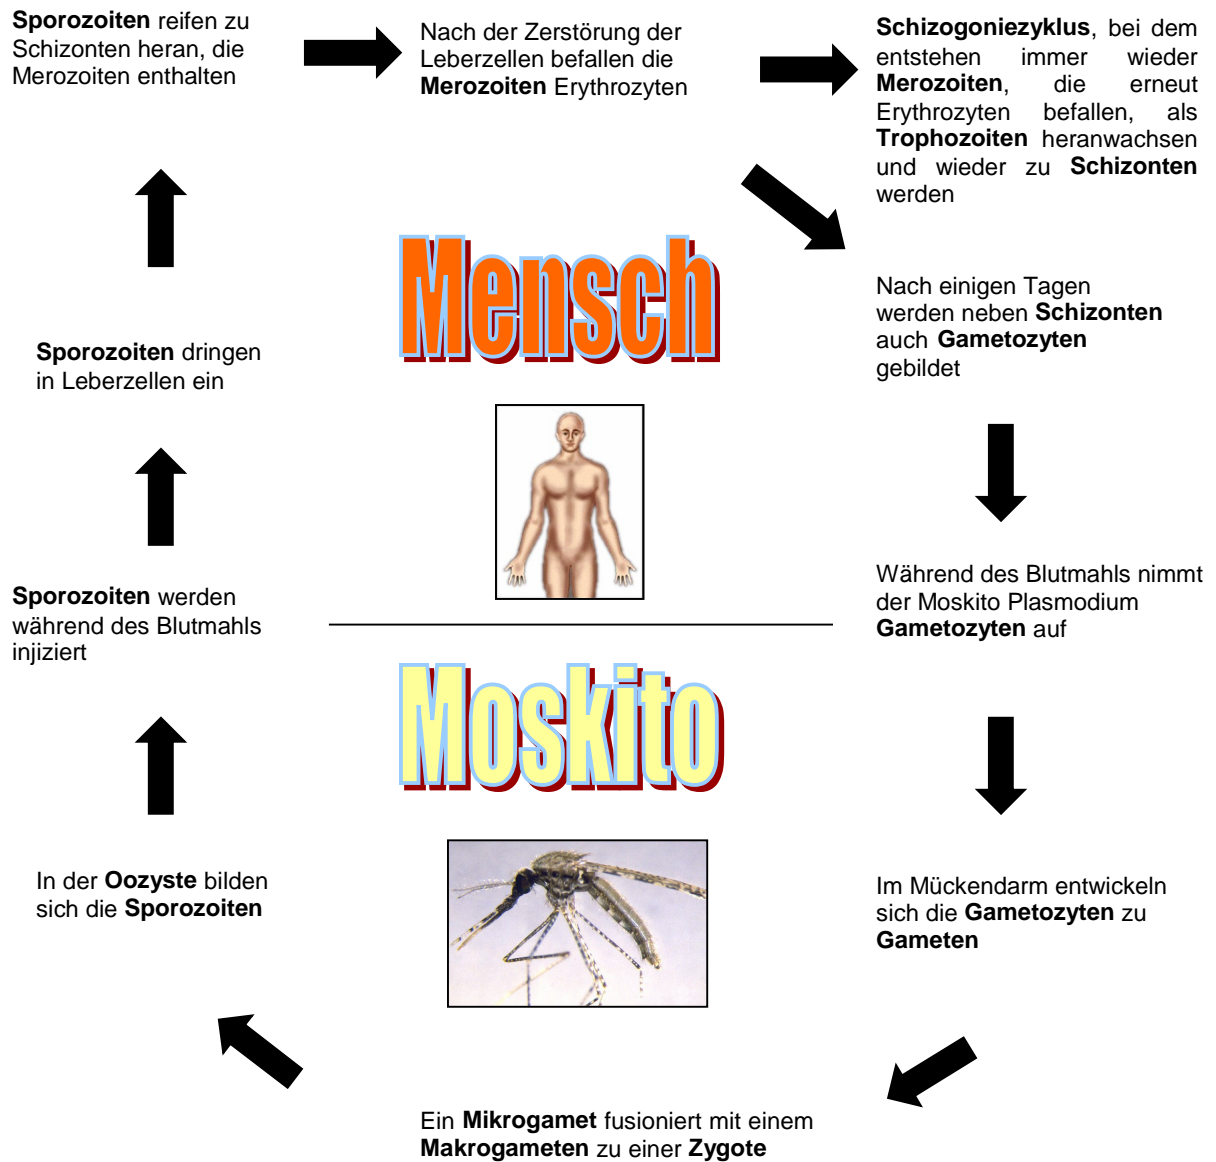 Sporozoiten reifen zu
Schizonten heran, die
Merozoiten enthalten
Nach der Zerstörung der
Leberzellen befallen die
Merozoiten Erythrozyten
Schizogoniezyklus, bei dem
entstehen immer wieder
Merozoiten, die erneut
Erythrozyten befallen, als
Trophozoiten heranwachsen
und wieder zu Schizonten
werden
Mensch
Nach einigen Tagen
werden neben Schizonten
auch Gametozyten
gebildet
Sporozoiten dringen
in Leberzellen ein
Während des Blutmahls nimmt
der Moskito Plasmodium
Gametozyten auf
Sporozoiten werden
während des Blutmahls
injiziert
Moskito
In der Oozyste bilden
sich die Sporozoiten
Im Mückendarm entwickeln
sich die Gametozyten zu
Gameten
Ein Mikrogamet fusioniert mit einem
Makrogameten zu einer Zygote